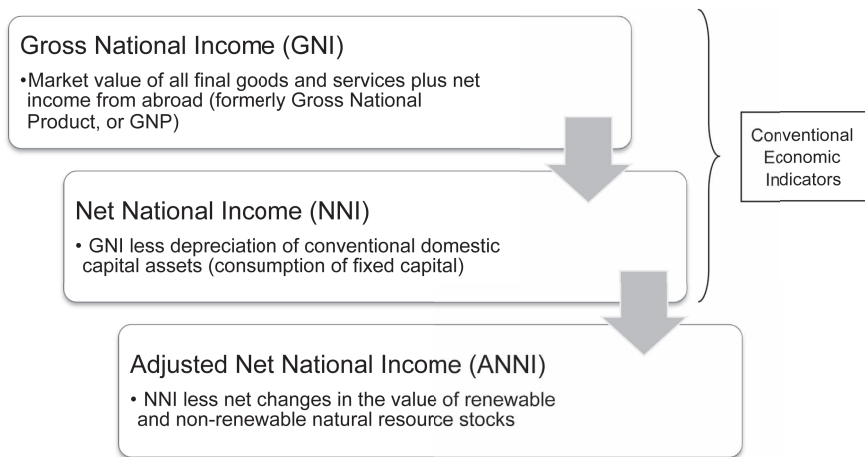 Gross National Income (GNI)
•Market value of all final goods and services plus net
income from abroad (formerly Gross National
Product, or GNP)
Conventional
Economic
Indicators
Net National Income (NNI)
• GNI less depreciation of conventional domestic
capital assets (consumption of fixed capital)
Adjusted Net National Income (ANNI)
• NNI less net changes in the value of renewable
and non-renewable natural resource stocks